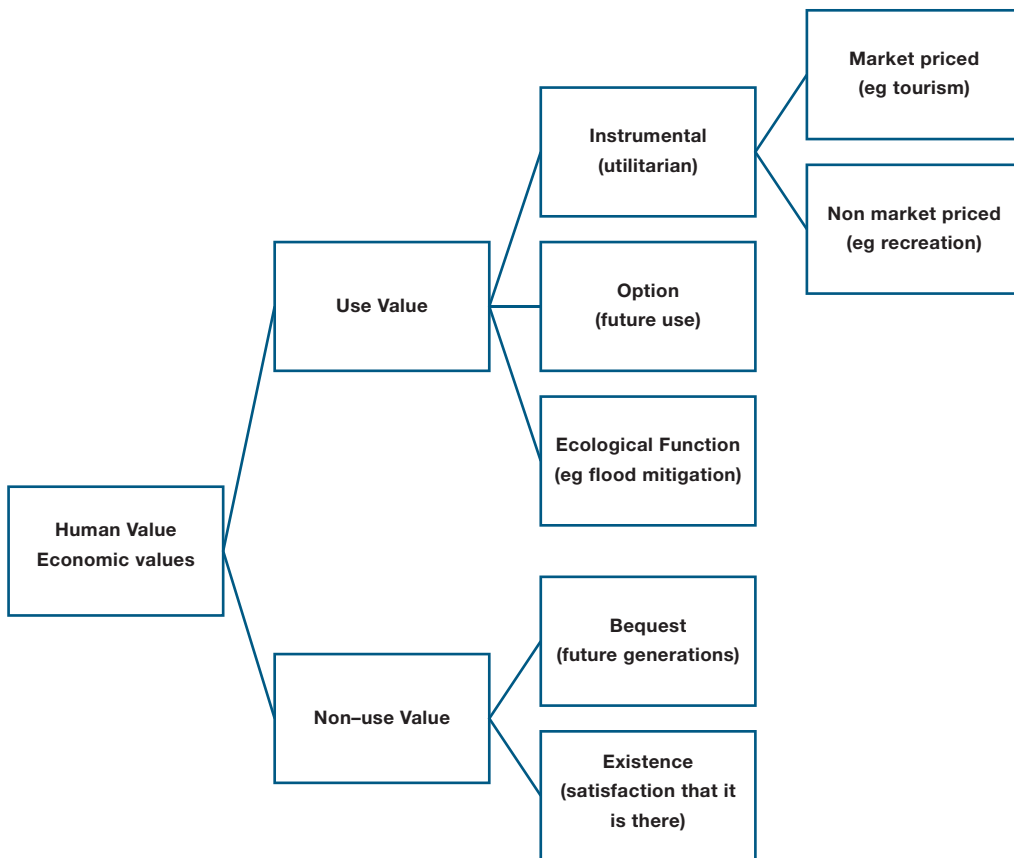 Market priced
(eg tourism)
Instrumental
(utilitarian)
Non market priced
(eg recreation)
Use Value
Option
(future use)
Ecological Function
(eg flood mitigation)
Human Value
Economic values
Bequest
(future generations)
Non–use Value
Existence
(satisfaction that it
is there)